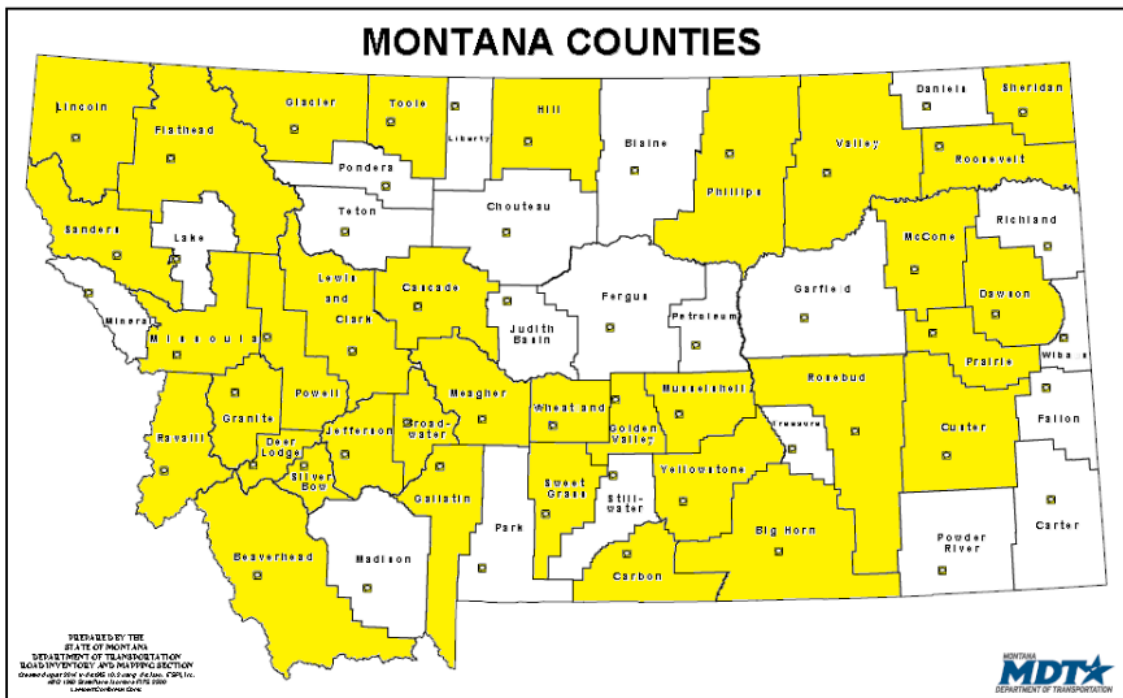 MONTANA COUNTIES
Lincoln
Flathead
Glacier
Toole
Liberty
Hill
Blaine
Phillips
Valley
Daniels
Sheridan
Roosevelt
Pondera
Teton
Chouteau
Sanders
Lake
Richland
McCone
Mineral
Missoula
Lewis
and
Clark
Cascade
Judith
Basin
Fergus
Petroleum
Garfield
Dawson
Prairie
Wibaux
Powell
Granite
Ravalli
Deer
Lodge
Silver
Bow
Jefferson
Broad-
water
Meagher
Wheatland
Golden
Valley
Musselshell
Rosebud
Treasure
Custer
Fallon
Gallatin
Park
Sweet
Grass
Still-
water
Yellowstone
Big Horn
Carbon
Powder
River
Carter
Beaverhead
Madison
PREPARED BY THE
STATE OF MONTANA
DEPARTMENT OF TRANSPORTATION
ROAD INVENTORY AND MAPPING SECTION
MONTANA
MDT
DEPARTMENT OF TRANSPORTATION